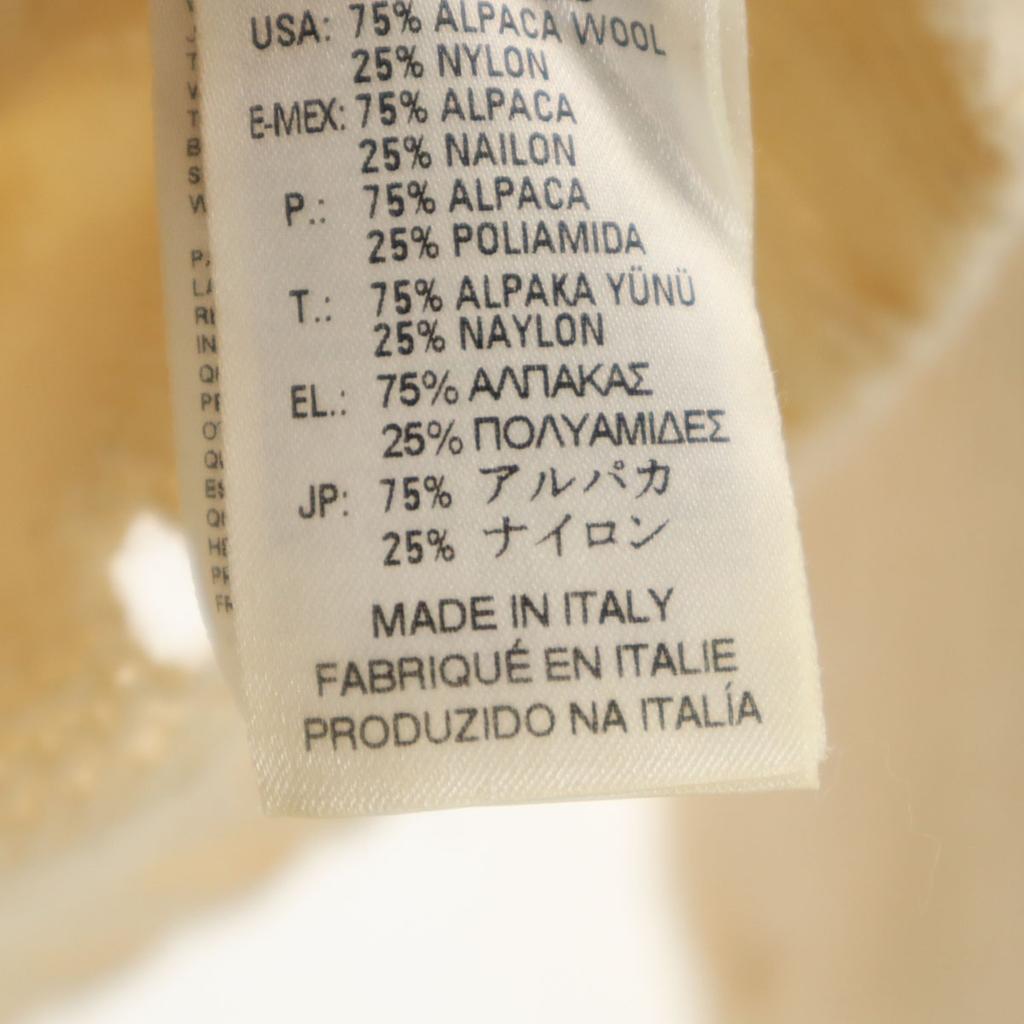 USA: 75% ALPACA WOOL
25% NYLON
E-MEX: 75% ALPACA
25% NAILON
P.: 75% ALPACA
25% POLIAMIDA
T.: 75% ALPAKA YÜNÜ
25% NAYLON
EL.: 75% ΑΛΠΑΚΑΣ
25% ΠΟΛΥΑΜΙΔΕΣ
JP: 75% アルパカ
25% ナイロン
MADE IN ITALY
FABRIQUÉ EN ITALIE
PRODUZIDO NA ITALÍA